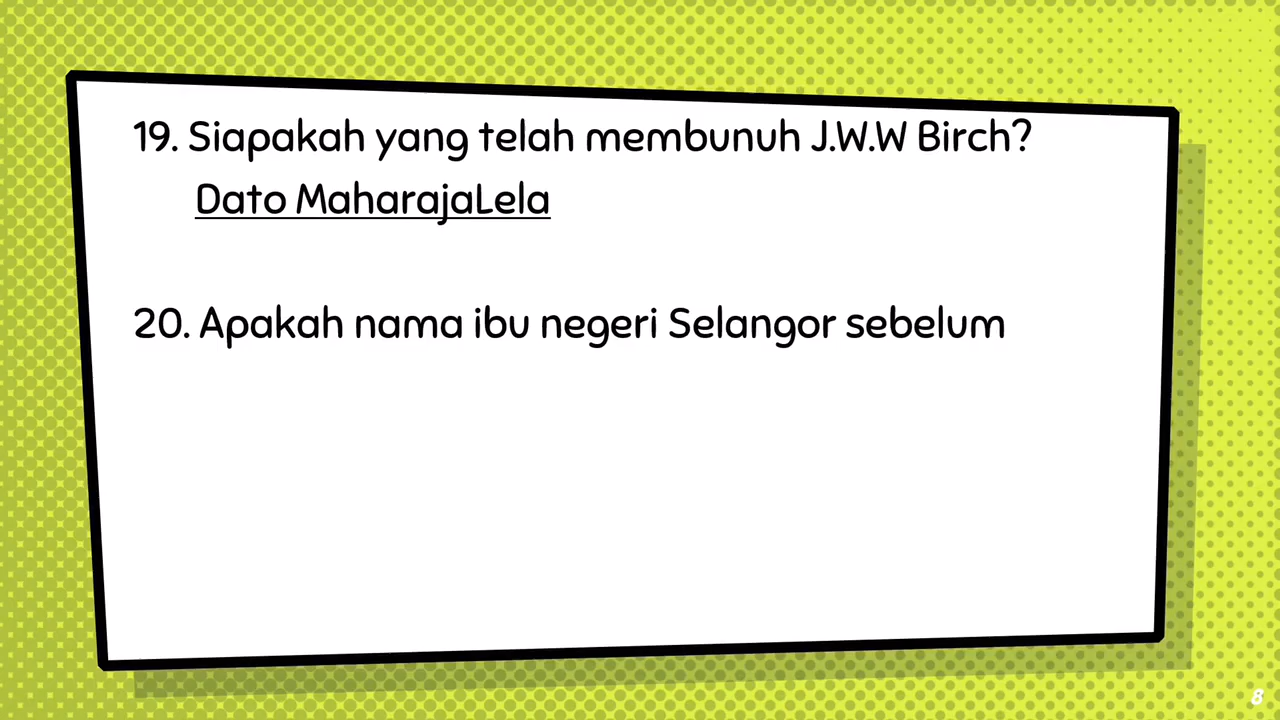 19. Siapakah yang telah membunuh J.W.W Birch?
Dato MaharajaLela
20. Apakah nama ibu negeri Selangor sebelum
8